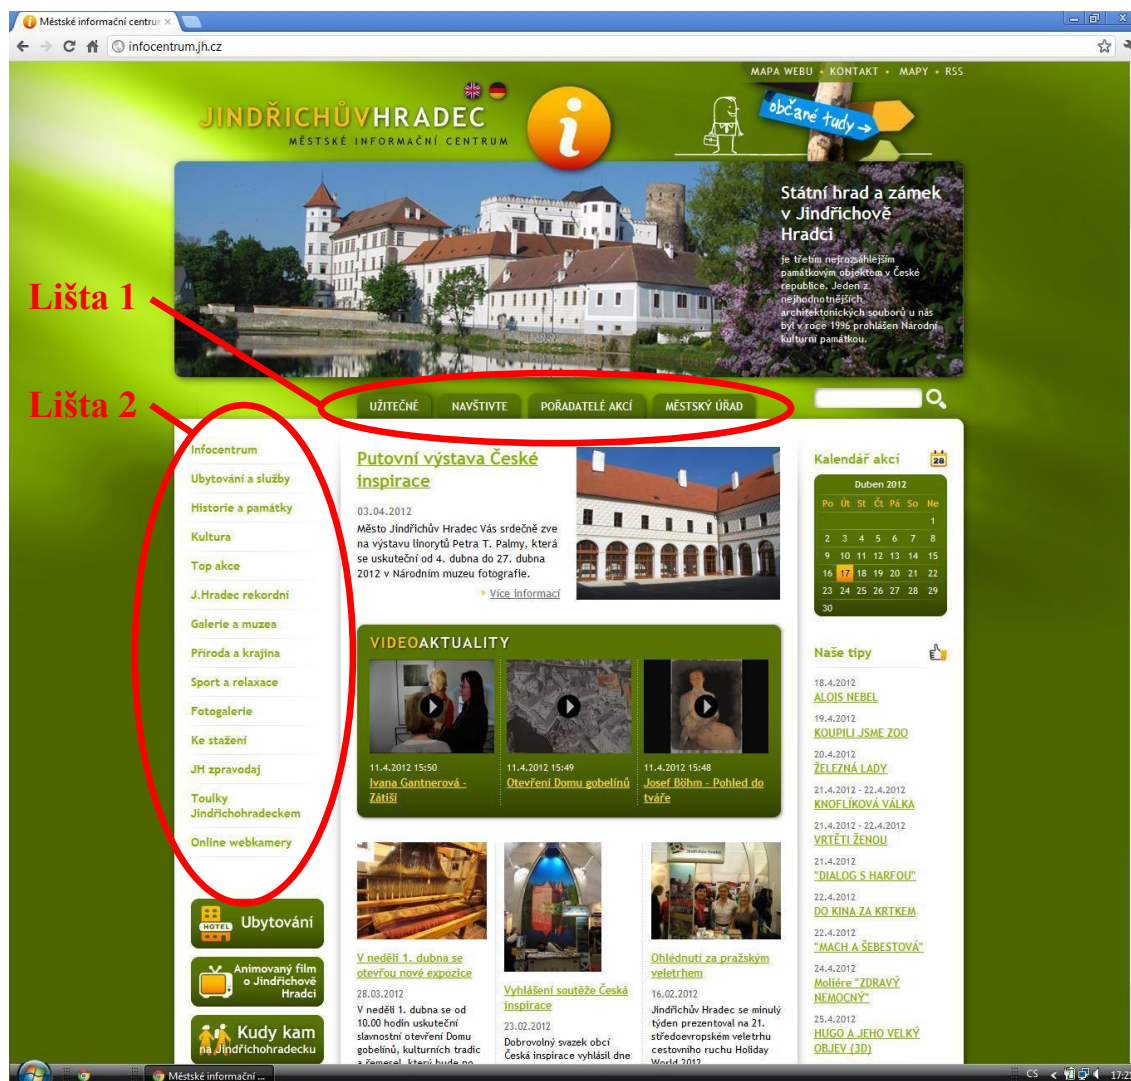 Městské informační centrum
infocentrum.jh.cz
MAPA WEBU • KONTAKT • MAPY • RSS
JINDŘICHŮVHRADEC
MĚSTSKÉ INFORMAČNÍ CENTRUM
i
občané tudy →
Státní hrad a zámek
v Jindřichově
Hradci
je třetím nejrozsáhlejším
památkovým objektem v České
republice. Jeden z
nejhodnotnějších
architektonických souborů u nás
byl v roce 1996 prohlášen Národní
kulturní památkou.
Lišta 1
Lišta 2
UŽITEČNÉ NAVŠTIVTE POŘADATELÉ AKCÍ MĚSTSKÝ ÚŘAD
Infocentrum
Ubytování a služby
Historie a památky
Kultura
Top akce
J.Hradec rekordní
Galerie a muzea
Příroda a krajina
Sport a relaxace
Fotogalerie
Ke stažení
JH zpravodaj
Toulky
Jindřichohradeckem
Online webkamery
HOTEL Ubytování
Animovaný film
o Jindřichově
Hradci
Kudy kam
na Jindřichohradecku
Putovní výstava České
inspirace
03.04.2012
Město Jindřichův Hradec Vás srdečně zve
na výstavu linorytů Petra T. Palmy, která
se uskuteční od 4. dubna do 27. dubna
2012 v Národním muzeu fotografie.
Více informací
VIDEOAKTUALITY
11.4.2012 15:50
Ivana Gantnerová -
Zátiší
11.4.2012 15:49
Otevření Domu gobelínů
11.4.2012 15:48
Josef Böhm - Pohled do
tváře
V neděli 1. dubna se
otevřou nové expozice
28.03.2012
V neděli 1. dubna se od
10.00 hodin uskuteční
slavnostní otevření Domu
gobelínů, kulturních tradic
a řemesel, který bude po
Vyhlášení soutěže Česká
inspirace
23.02.2012
Dobrovolný svazek obcí
Česká inspirace vyhlásil dne
Ohlédnutí za pražským
veletrhem
16.02.2012
Jindřichův Hradec se minulý
týden prezentoval na 21.
středoevropském veletrhu
cestovního ruchu Holiday
World 2012
Kalendář akcí
28
Duben 2012
Po Út St Čt Pá So Ne
1
2 3 4 5 6 7 8
9 10 11 12 13 14 15
16 17 18 19 20 21 22
23 24 25 26 27 28 29
30
Naše tipy
18.4.2012
ALOIS NEBEL
19.4.2012
KOUPILI JSME ZOO
20.4.2012
ŽELEZNÁ LADY
21.4.2012 - 22.4.2012
KNOFLÍKOVÁ VÁLKA
21.4.2012 - 22.4.2012
VRTĚTI ŽENOU
21.4.2012
"DIALOG S HARFOU"
22.4.2012
DO KINA ZA KRTKEM
22.4.2012
"MACH A ŠEBESTOVÁ"
24.4.2012
Moliére "ZDRAVÝ
NEMOCNÝ"
25.4.2012
HUGO A JEHO VELKÝ
OBJEV (3D)
Městské informační ...
CS